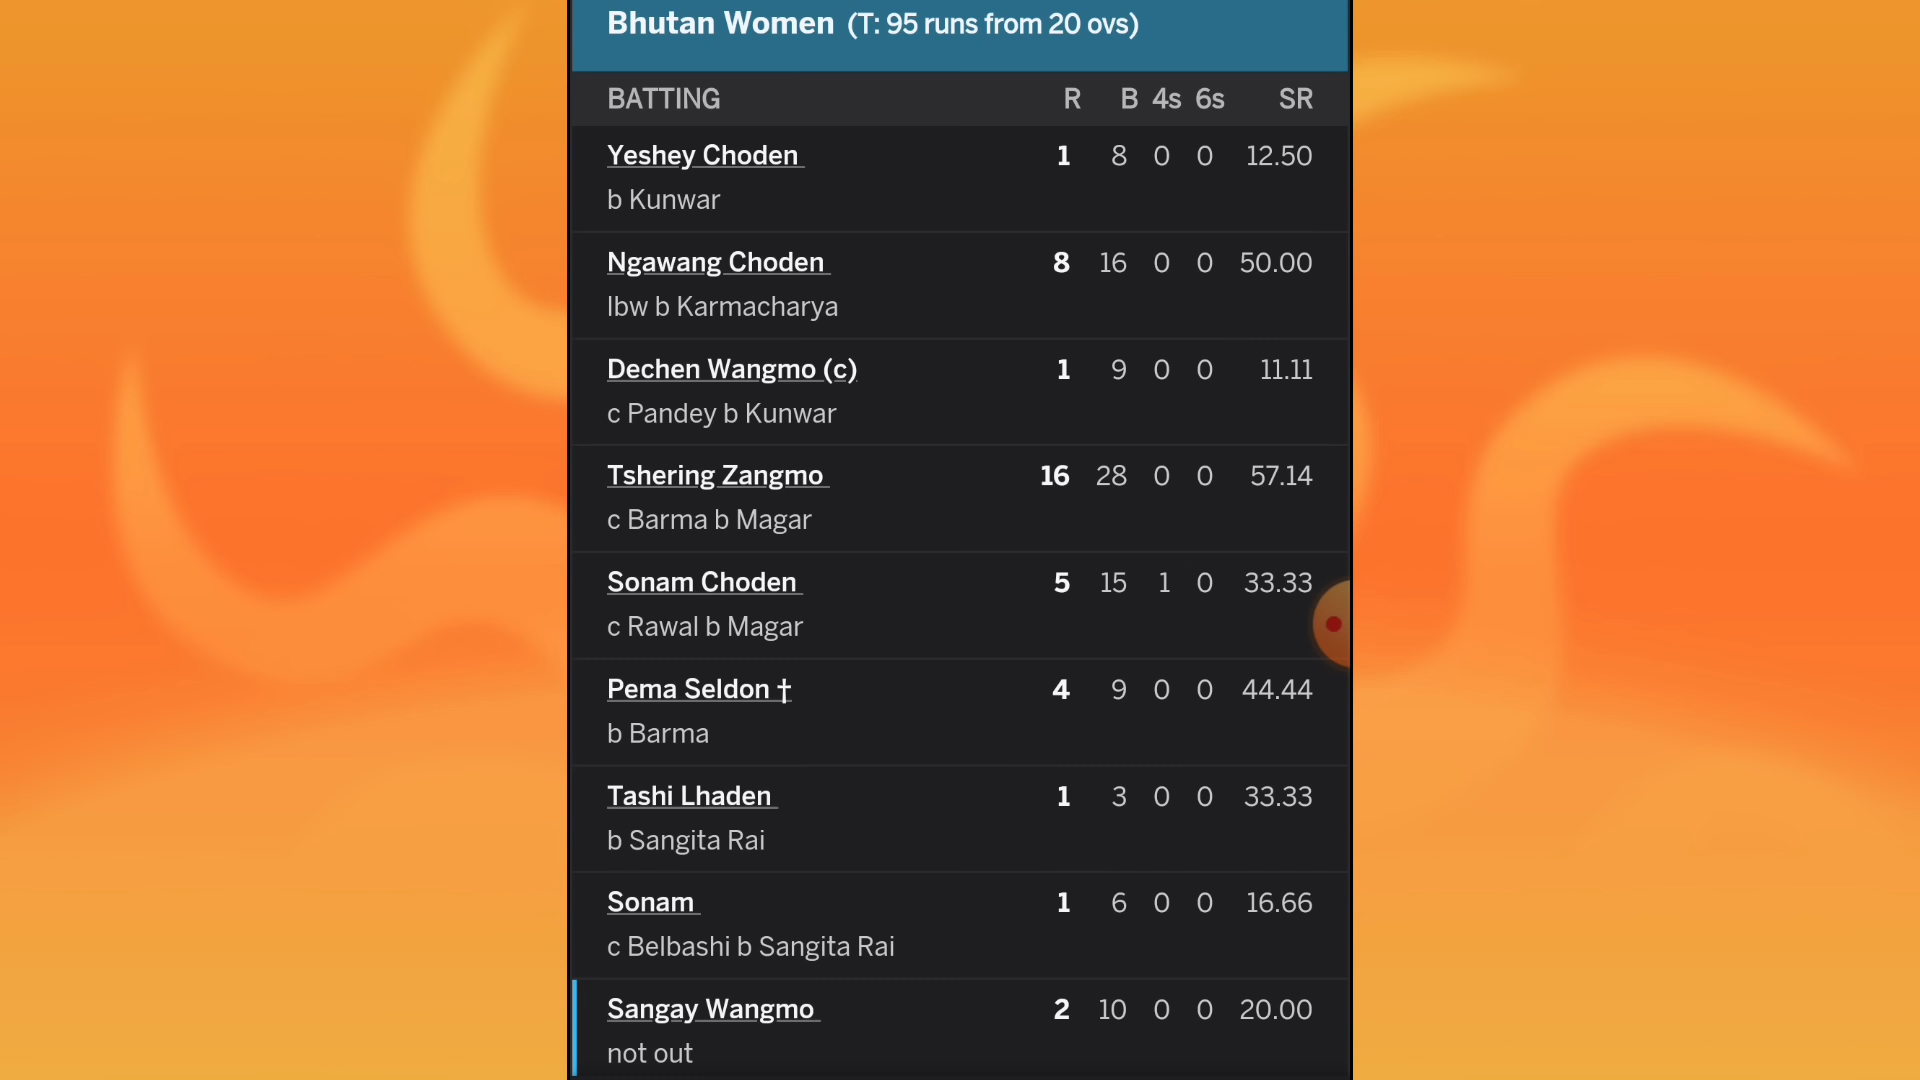 Bhutan Women (T: 95 runs from 20 ovs)
BATTING R B 4s 6s SR
Yeshey Choden 1 8 0 0 12.50
b Kunwar
Ngawang Choden 8 16 0 0 50.00
lbw b Karmacharya
Dechen Wangmo (c) 1 9 0 0 11.11
c Pandey b Kunwar
Tshering Zangmo 16 28 0 0 57.14
c Barma b Magar
Sonam Choden 5 15 1 0 33.33
c Rawal b Magar
Pema Seldon † 4 9 0 0 44.44
b Barma
Tashi Lhaden 1 3 0 0 33.33
b Sangita Rai
Sonam 1 6 0 0 16.66
c Belbashi b Sangita Rai
Sangay Wangmo 2 10 0 0 20.00
not out